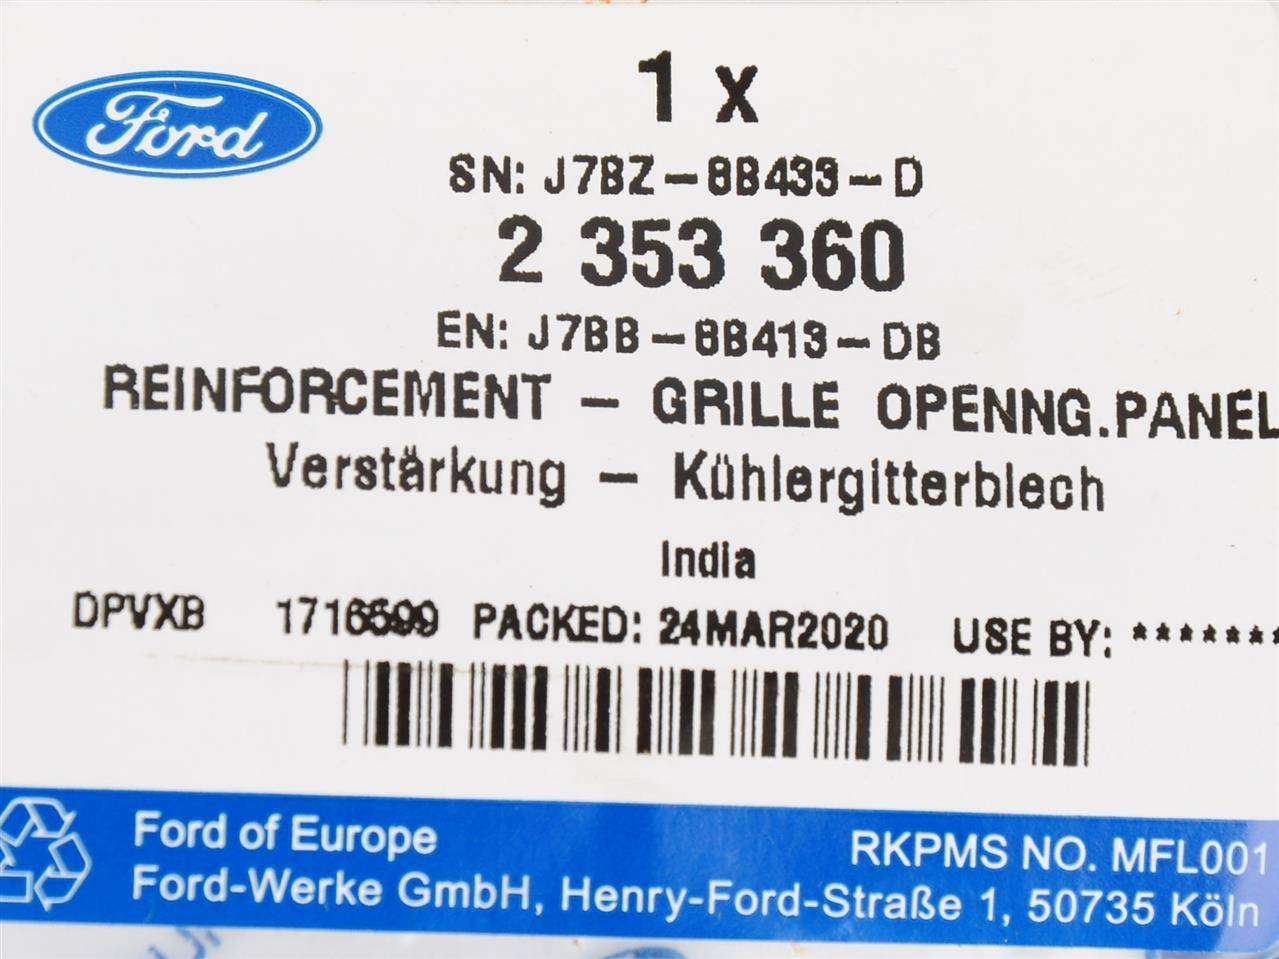 Ford
1 x
SN: J7BZ-8B433-D
2 353 360
EN: J7BB-8B413-DB
REINFORCEMENT - GRILLE OPENNG.PANEL
Verstärkung - Kühlergitterblech
India
DPVXB 1716599 PACKED: 24MAR2020 USE BY: *******
Ford of Europe RKPMS NO. MFL001
Ford-Werke GmbH, Henry-Ford-Straße 1, 50735 Köln